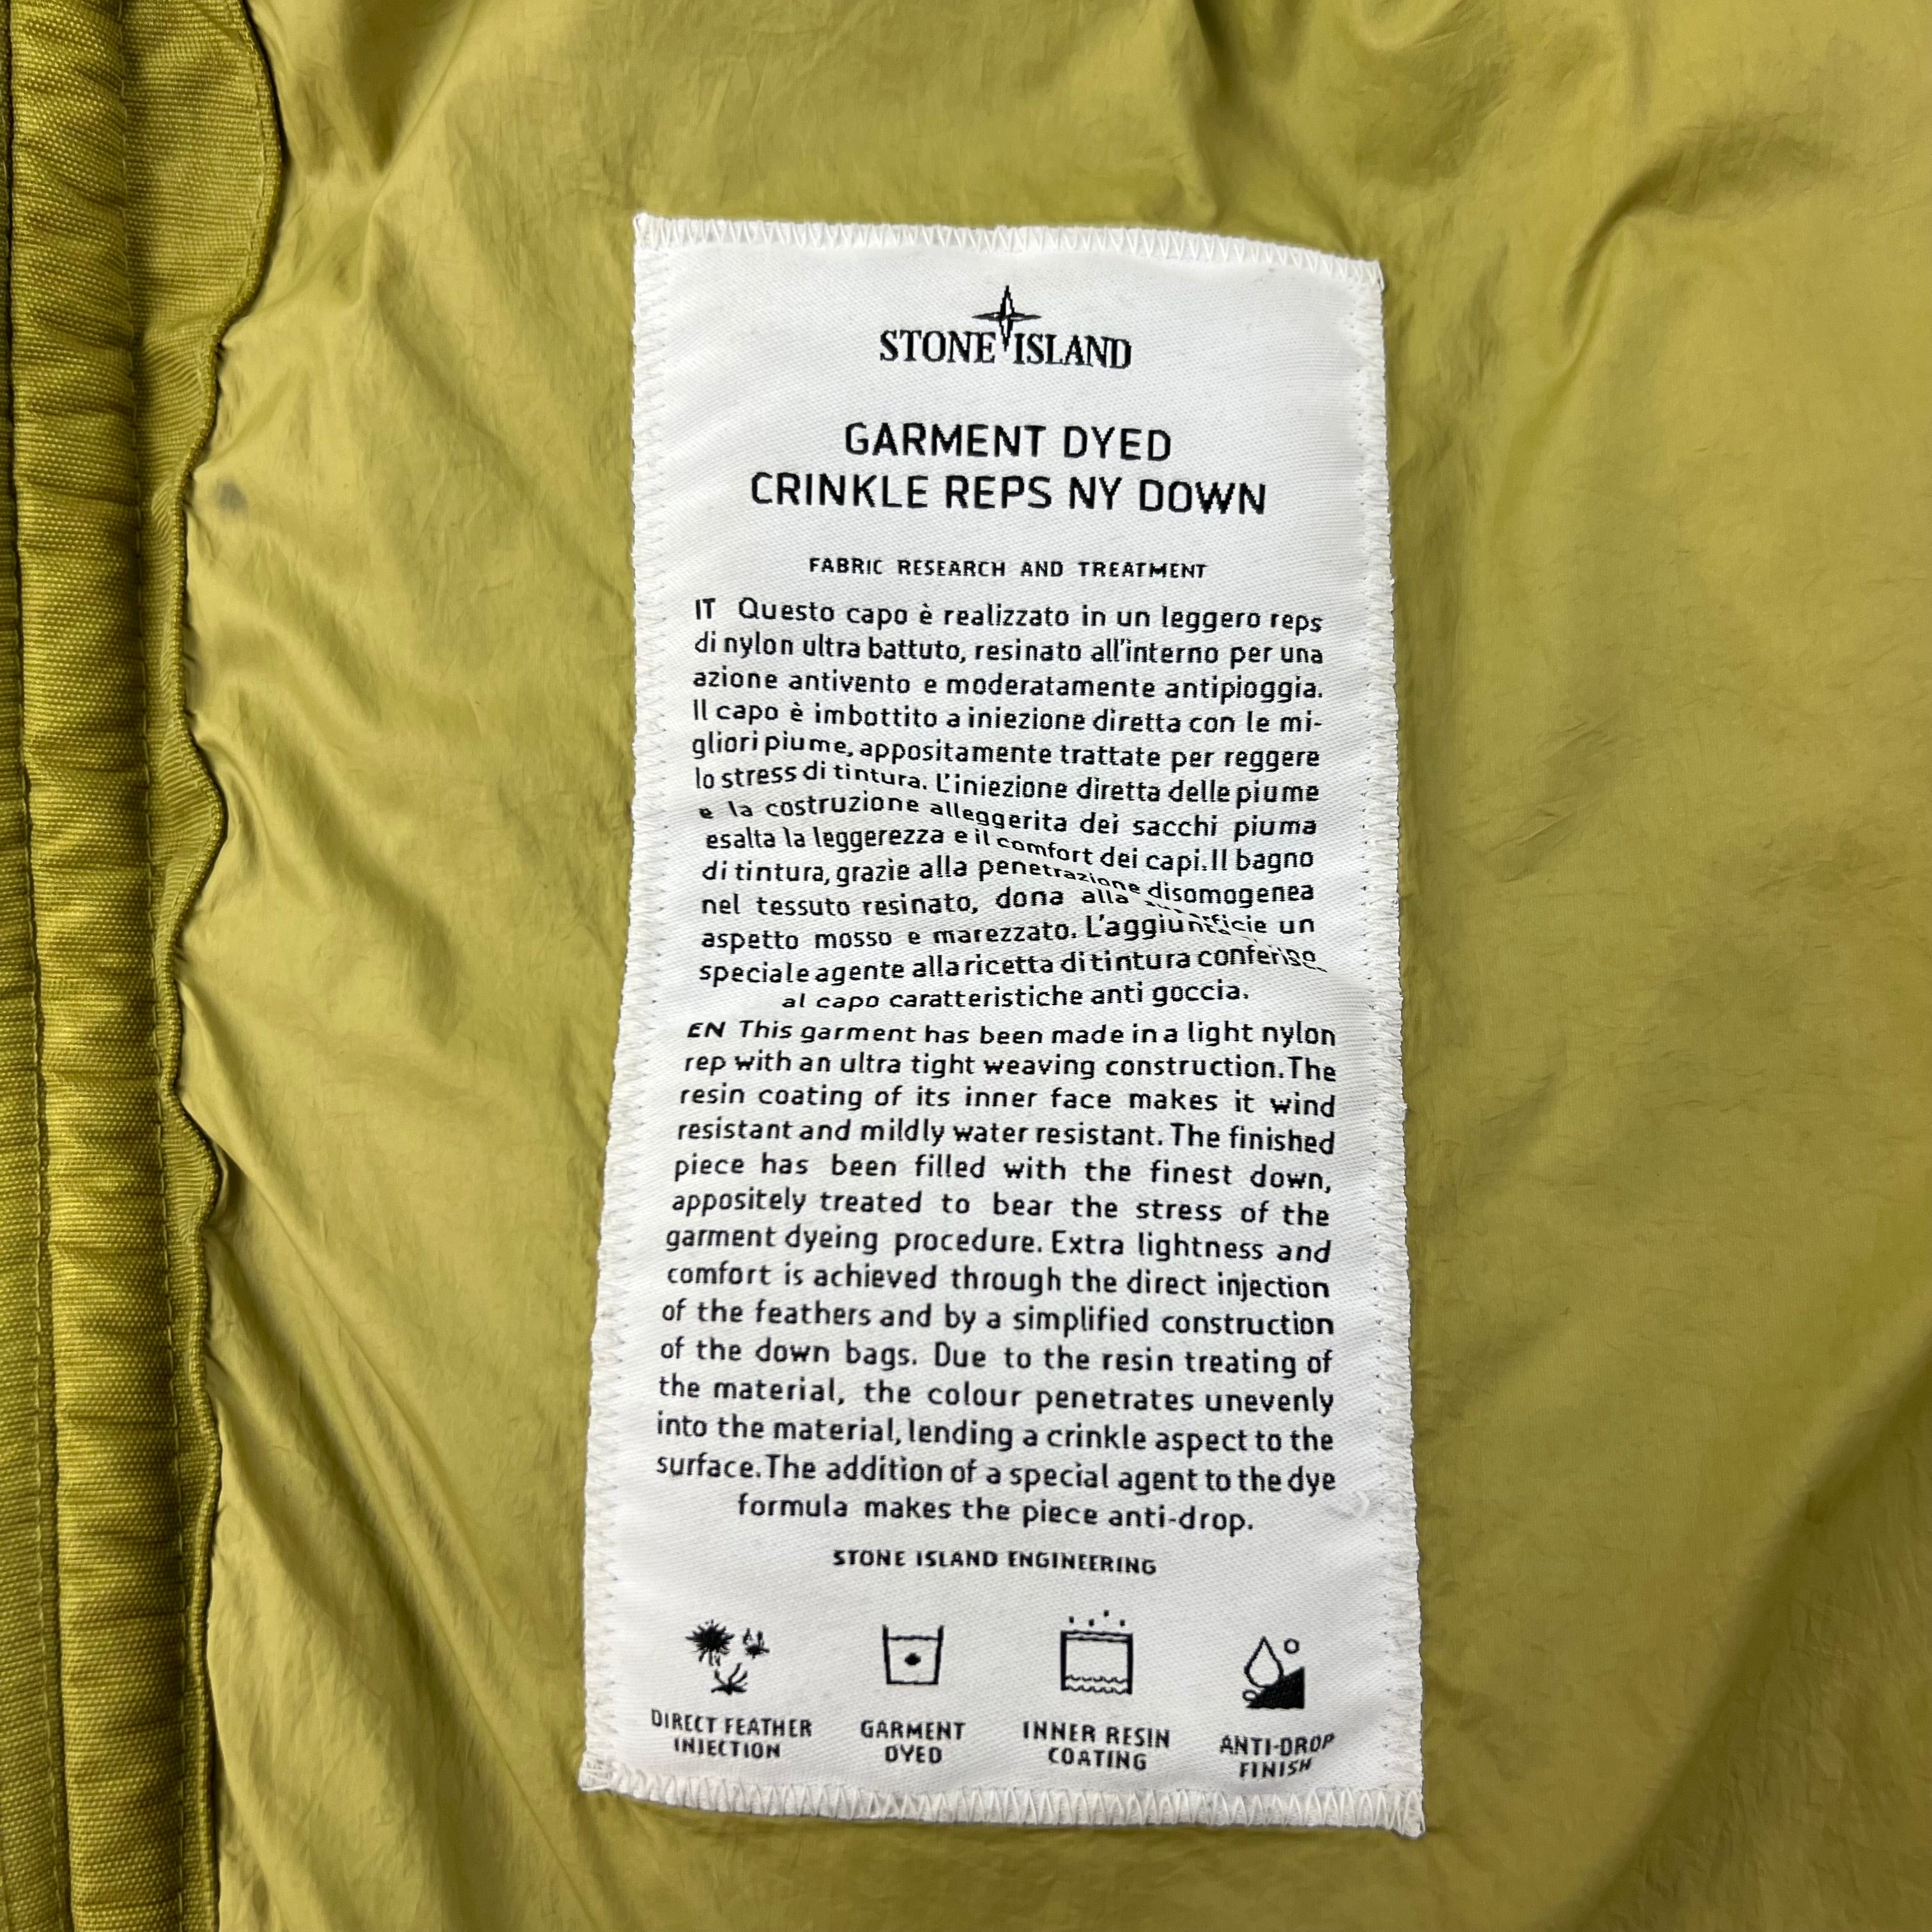 STONE ISLAND
GARMENT DYED
CRINKLE REPS NY DOWN
FABRIC RESEARCH AND TREATMENT
IT Questo capo è realizzato in un leggero reps
di nylon ultra battuto, resinato all'interno per una
azione antivento e moderatamente antipioggia.
Il capo è imbottito a iniezione diretta con le mi-
gliori piume, appositamente trattate per reggere
lo stress di tintura. L'iniezione diretta delle piume
e la costruzione alleggerita dei sacchi piuma
esalta la leggerezza e il comfort dei capi. Il bagno
di tintura, grazie alla penetrazione disomogenea
nel tessuto resinato, dona alla superficie un
aspetto mosso e marezzato. L'aggiunta
speciale agente alla ricetta di tintura conferisce
al capo caratteristiche anti goccia.
EN This garment has been made in a light nylon
rep with an ultra tight weaving construction. The
resin coating of its inner face makes it wind
resistant and mildly water resistant. The finished
piece has been filled with the finest down,
appositely treated to bear the stress of the
garment dyeing procedure. Extra lightness and
comfort is achieved through the direct injection
of the feathers and by a simplified construction
of the down bags. Due to the resin treating of
the material, the colour penetrates unevenly
into the material, lending a crinkle aspect to the
surface. The addition of a special agent to the dye
formula makes the piece anti-drop.
STONE ISLAND ENGINEERING
DIRECT FEATHER
INJECTION
GARMENT
DYED
INNER RESIN
COATING
ANTI-DROP
FINISH